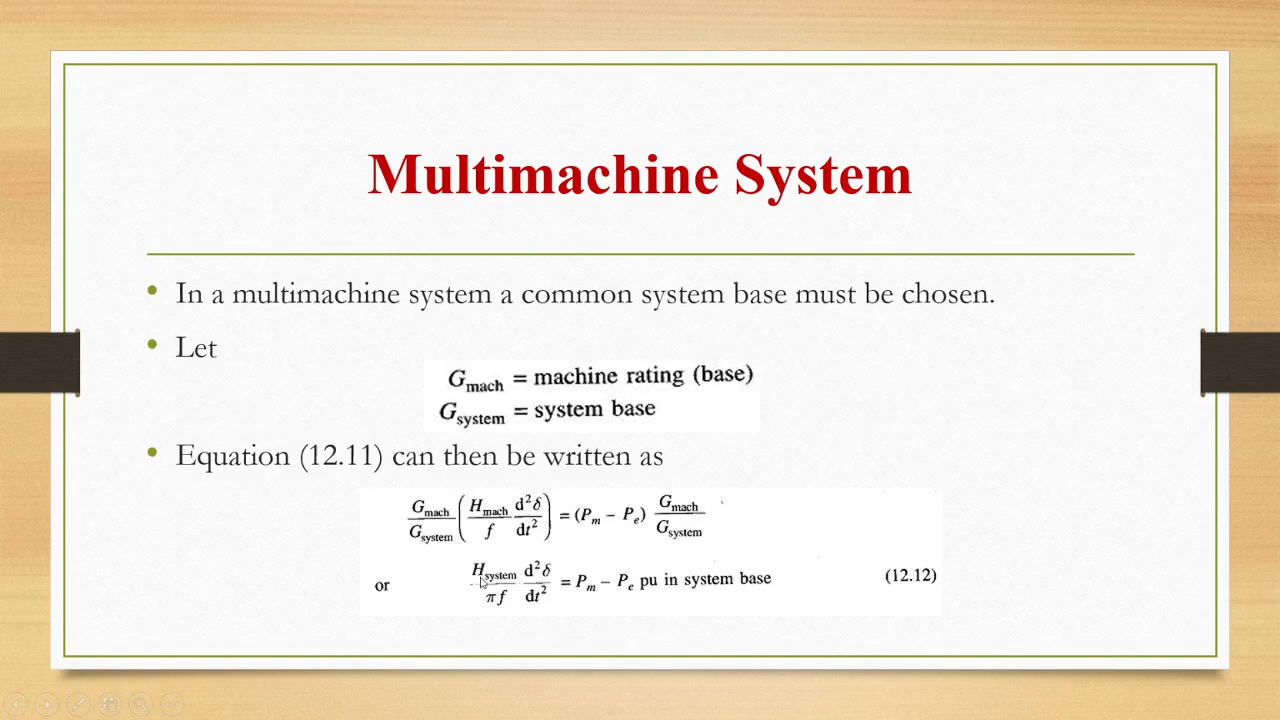 Multimachine System
• In a multimachine system a common system base must be chosen.
• Let
G_mach = machine rating (base)
G_system = system base
• Equation (12.11) can then be written as
G_mach/G_system (H_mach/f d²δ/dt²) = (P_m − P_e) G_mach/G_system
or H_system/πf d²δ/dt² = P_m − P_e pu in system base (12.12)